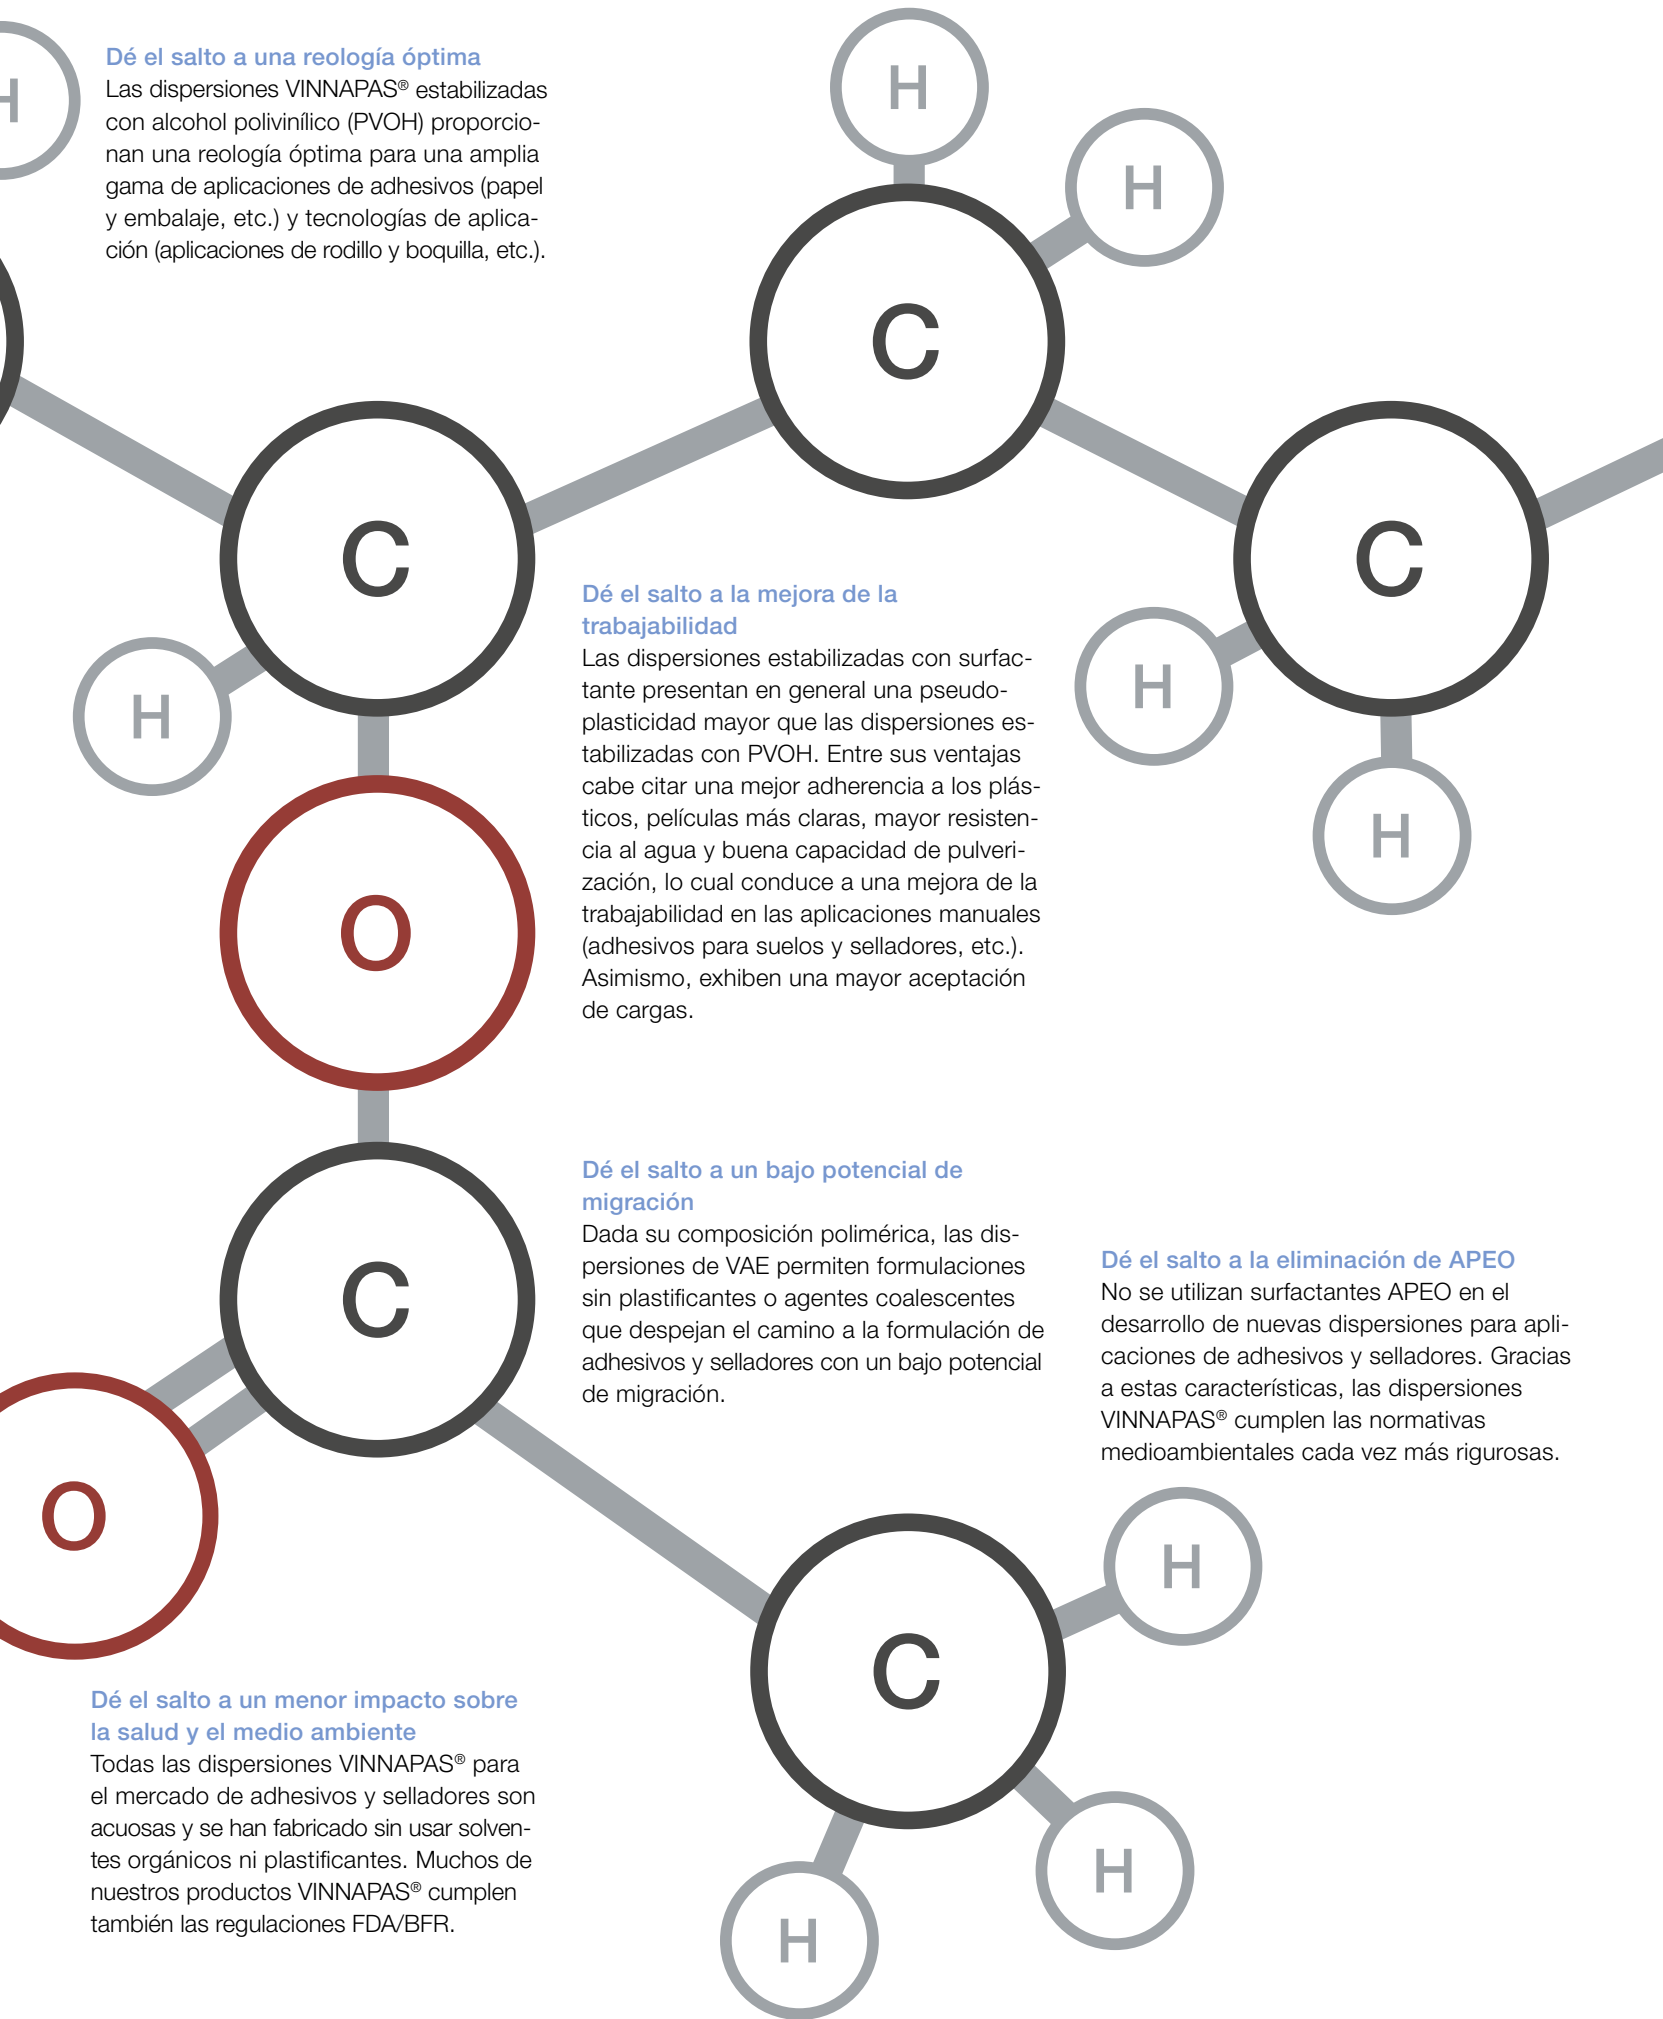 Dé el salto a una reología óptima
Las dispersiones VINNAPAS® estabilizadas
con alcohol polivinílico (PVOH) proporcio-
nan una reología óptima para una amplia
gama de aplicaciones de adhesivos (papel
y embalaje, etc.) y tecnologías de aplica-
ción (aplicaciones de rodillo y boquilla, etc.).
H
H
H
C
C
C
H
H
H
Dé el salto a la mejora de la
trabajabilidad
Las dispersiones estabilizadas con surfac-
tante presentan en general una pseudo-
plasticidad mayor que las dispersiones es-
tabilizadas con PVOH. Entre sus ventajas
cabe citar una mejor adherencia a los plás-
ticos, películas más claras, mayor resisten-
cia al agua y buena capacidad de pulveri-
zación, lo cual conduce a una mejora de la
trabajabilidad en las aplicaciones manuales
(adhesivos para suelos y selladores, etc.).
Asimismo, exhiben una mayor aceptación
de cargas.
O
C
O
Dé el salto a un bajo potencial de
migración
Dada su composición polimérica, las dis-
persiones de VAE permiten formulaciones
sin plastificantes o agentes coalescentes
que despejan el camino a la formulación de
adhesivos y selladores con un bajo potencial
de migración.
Dé el salto a la eliminación de APEO
No se utilizan surfactantes APEO en el
desarrollo de nuevas dispersiones para apli-
caciones de adhesivos y selladores. Gracias
a estas características, las dispersiones
VINNAPAS® cumplen las normativas
medioambientales cada vez más rigurosas.
H
C
H
H
Dé el salto a un menor impacto sobre
la salud y el medio ambiente
Todas las dispersiones VINNAPAS® para
el mercado de adhesivos y selladores son
acuosas y se han fabricado sin usar solven-
tes orgánicos ni plastificantes. Muchos de
nuestros productos VINNAPAS® cumplen
también las regulaciones FDA/BFR.